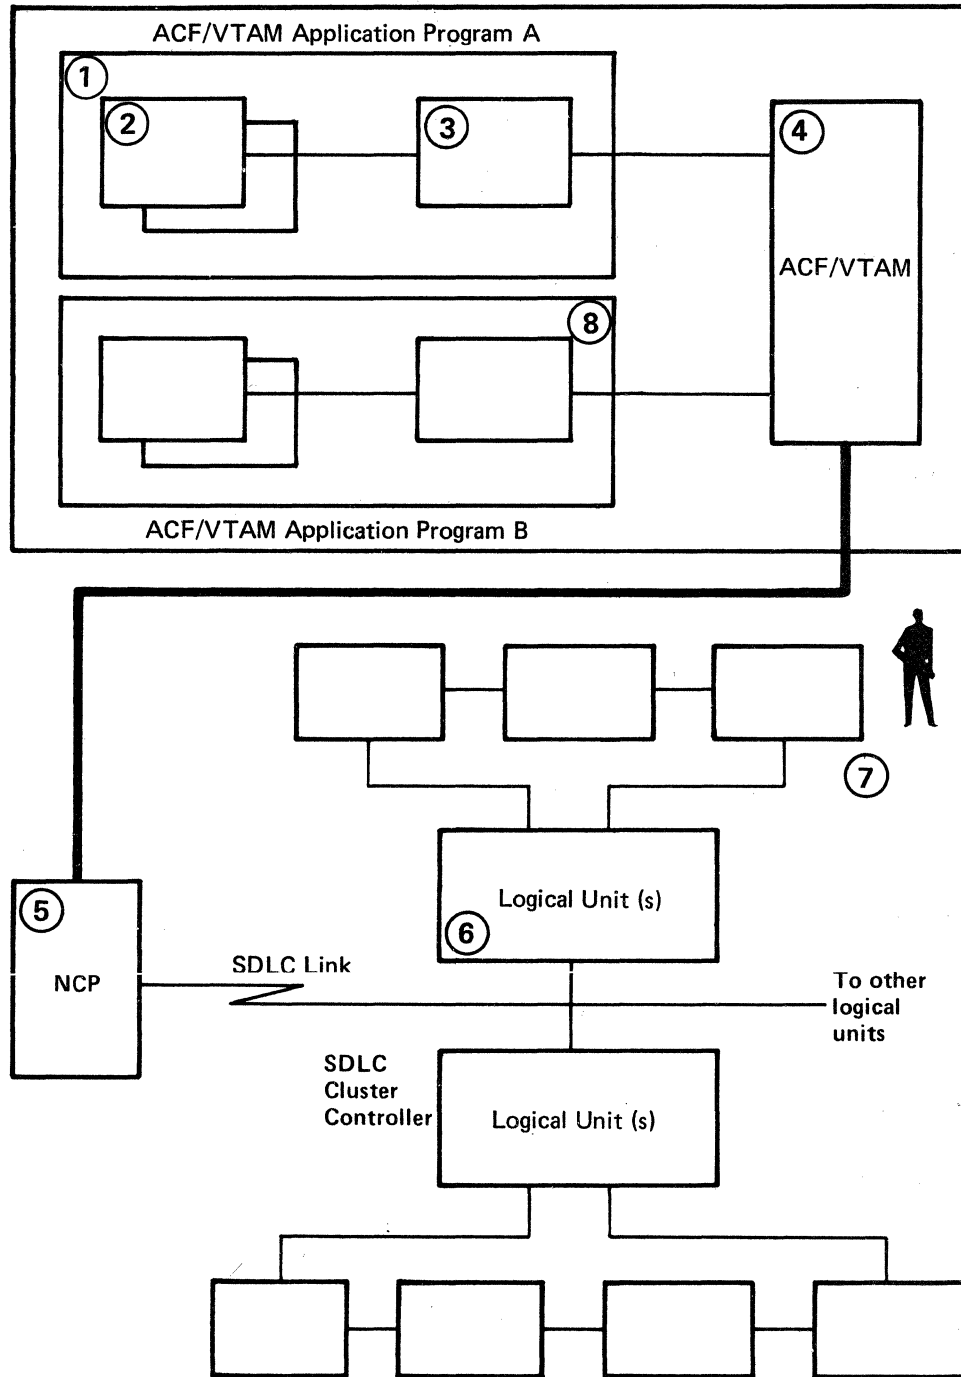 ACF/VTAM Application Program A
1
2
3
4
ACF/VTAM
8
ACF/VTAM Application Program B
7
Logical Unit (s)
6
5
NCP
SDLC Link
To other
logical
units
SDLC
Cluster
Controller
Logical Unit (s)